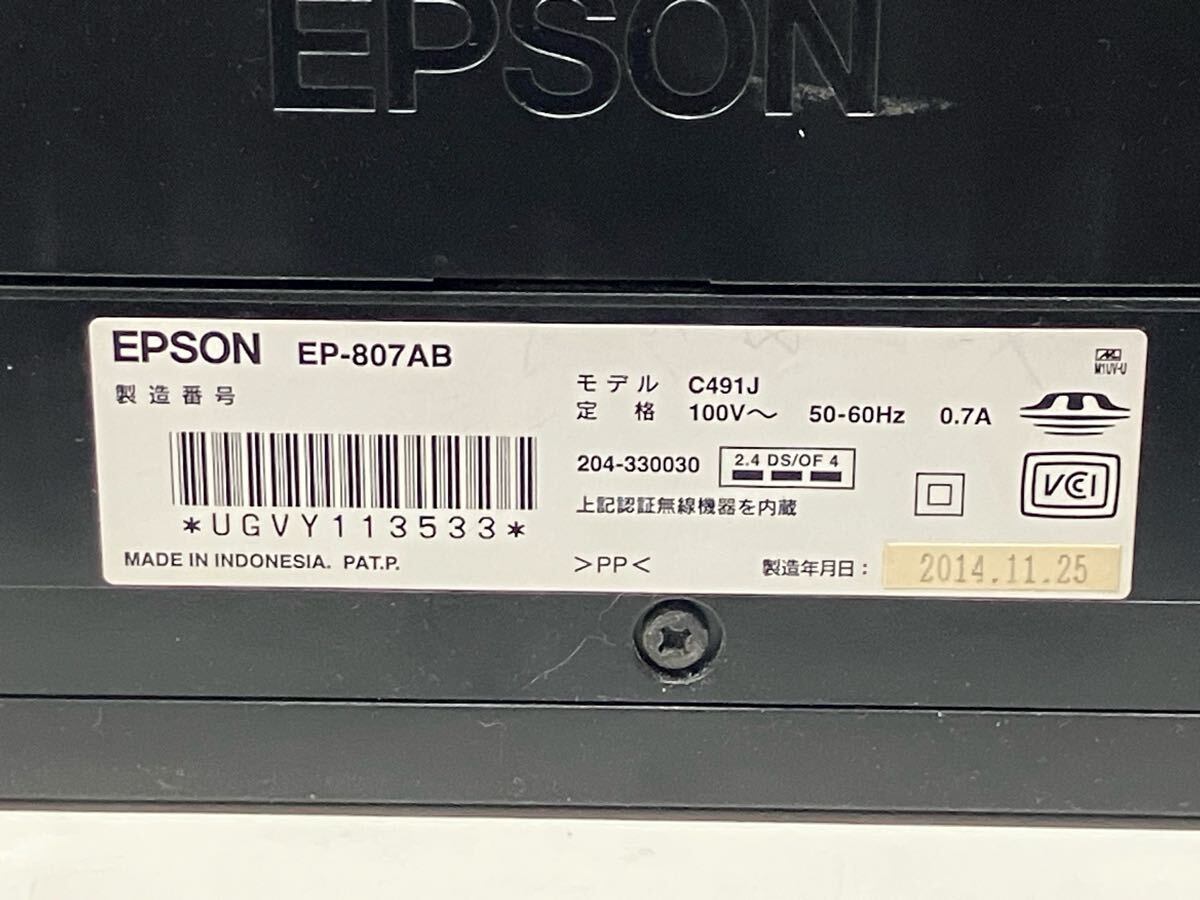 EPSON
EPSON EP-807AB
製造番号
*UGVY113533*
MADE IN INDONESIA. PAT.P.
モデル C491J
定格 100V～ 50-60Hz 0.7A
204-330030 2.4 DS/OF 4
上記認証無線機器を内蔵
>PP<
製造年月日: 2014.11.25
M1UV-U
VCI